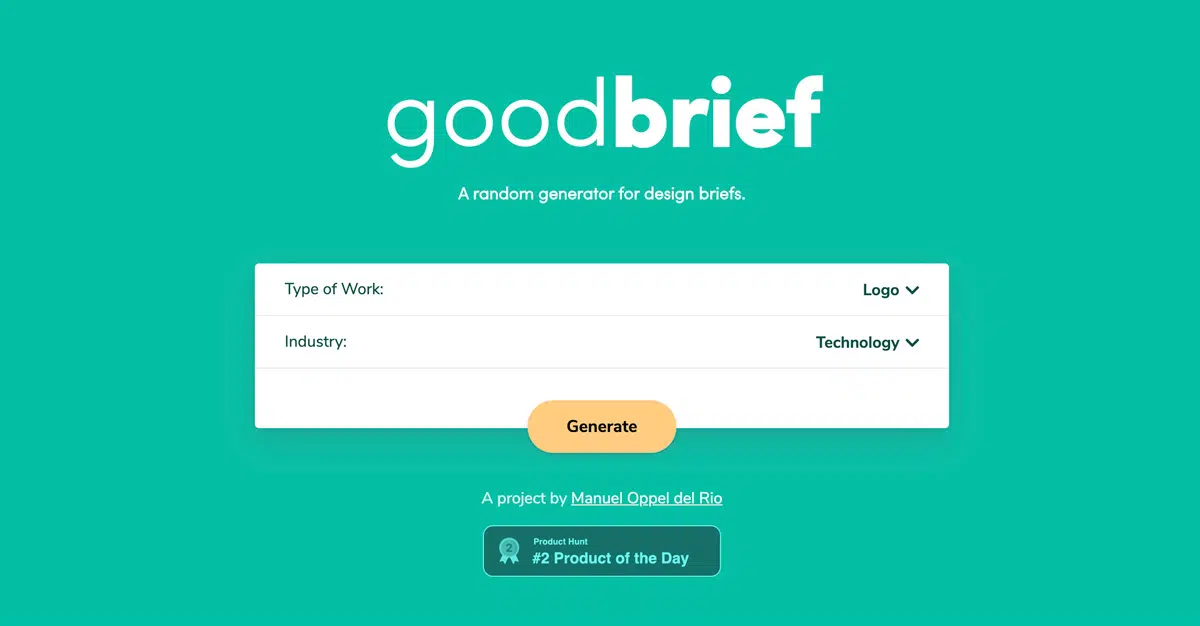 goodbrief
A random generator for design briefs.
Type of Work: Logo
Industry: Technology
Generate
A project by Manuel Oppel del Rio
2
Product Hunt
#2 Product of the Day